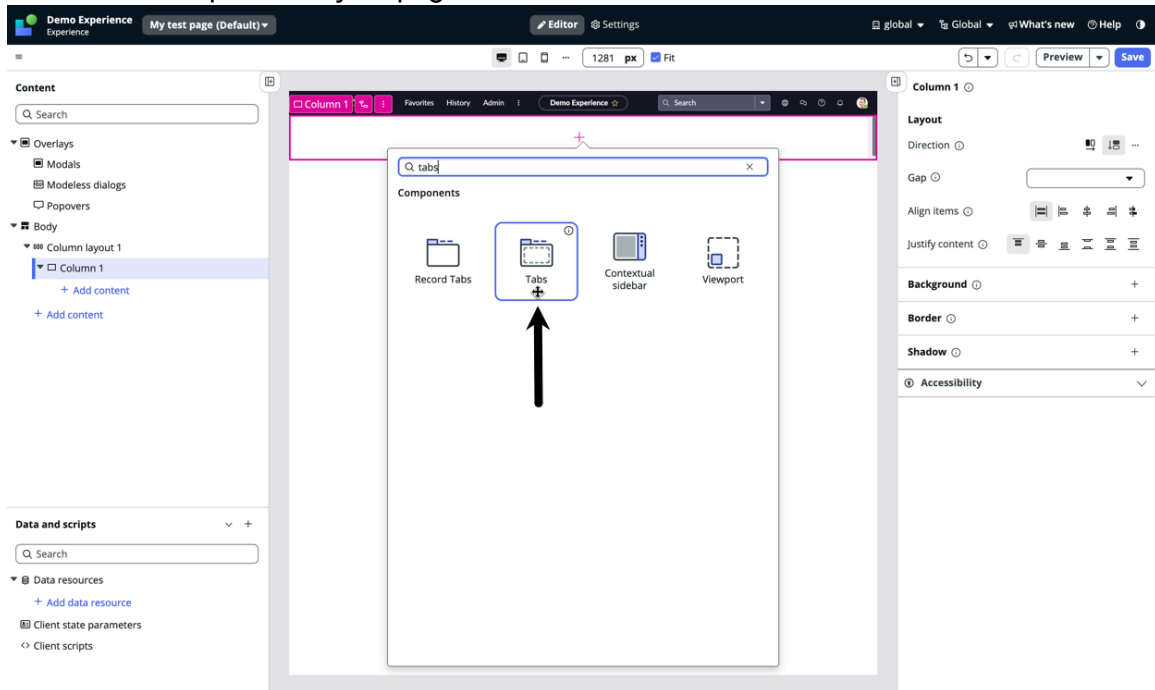 Demo Experience
Experience
My test page (Default)
Editor
Settings
global
Global
What's new
Help
1281 px
Fit
Preview
Save
Content
Search
Overlays
Modals
Modeless dialogs
Popovers
Body
Column layout 1
Column 1
+ Add content
+ Add content
Column 1
Favorites
History
Admin
Demo Experience
Search
tabs
Components
Record Tabs
Tabs
Contextual
sidebar
Viewport
Column 1
Layout
Direction
Gap
Align items
Justify content
Background
Border
Shadow
Accessibility
Data and scripts
Search
Data resources
+ Add data resource
Client state parameters
Client scripts